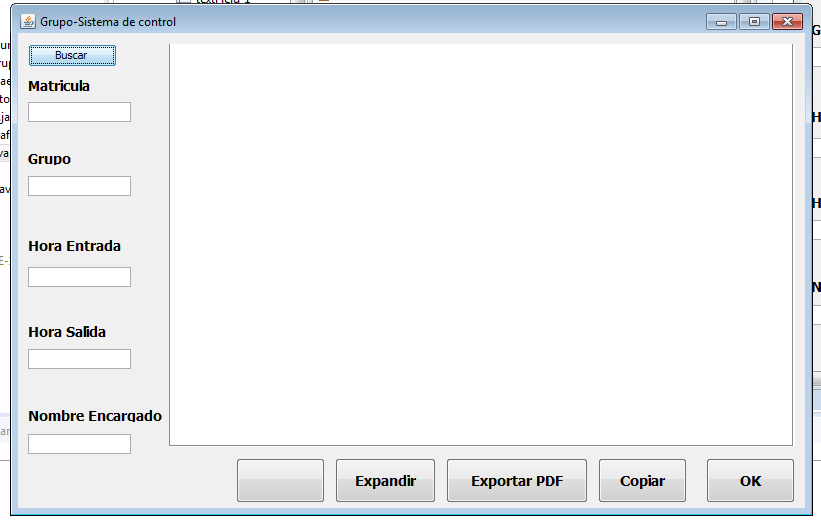 Grupo-Sistema de control
Buscar
Matricula
Grupo
Hora Entrada
Hora Salida
Nombre Encargado
Expandir
Exportar PDF
Copiar
OK